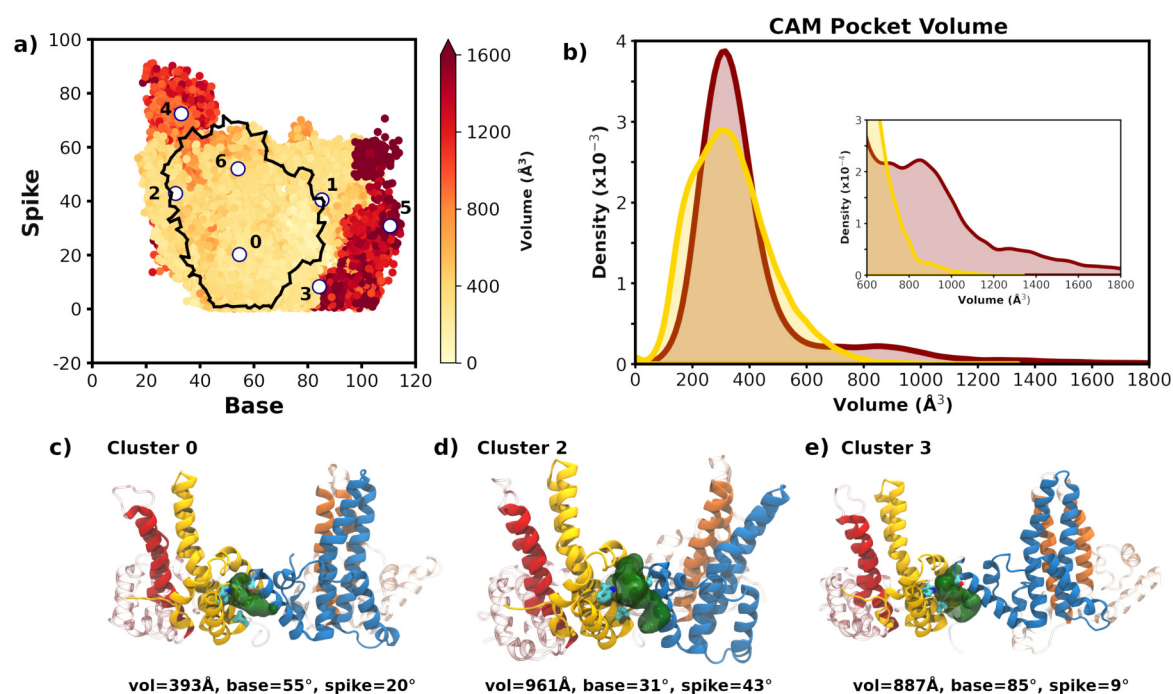 a)
100
80
60
40
20
0
-20
Spike
0 20 40 60 80 100 120
Base
4
6
2
1
5
0
3
1600
1200
800
400
0
Volume (Å³)
CAM Pocket Volume
b)
4
3
2
1
0
Density (x10⁻³)
0 200 400 600 800 1000 1200 1400 1600 1800
Volume (Å³)
3
2
1
0
Density (x10⁻⁴)
600 800 1000 1200 1400 1600 1800
Volume (Å³)
c) Cluster 0
vol=393Å, base=55°, spike=20°
d) Cluster 2
vol=961Å, base=31°, spike=43°
e) Cluster 3
vol=887Å, base=85°, spike=9°